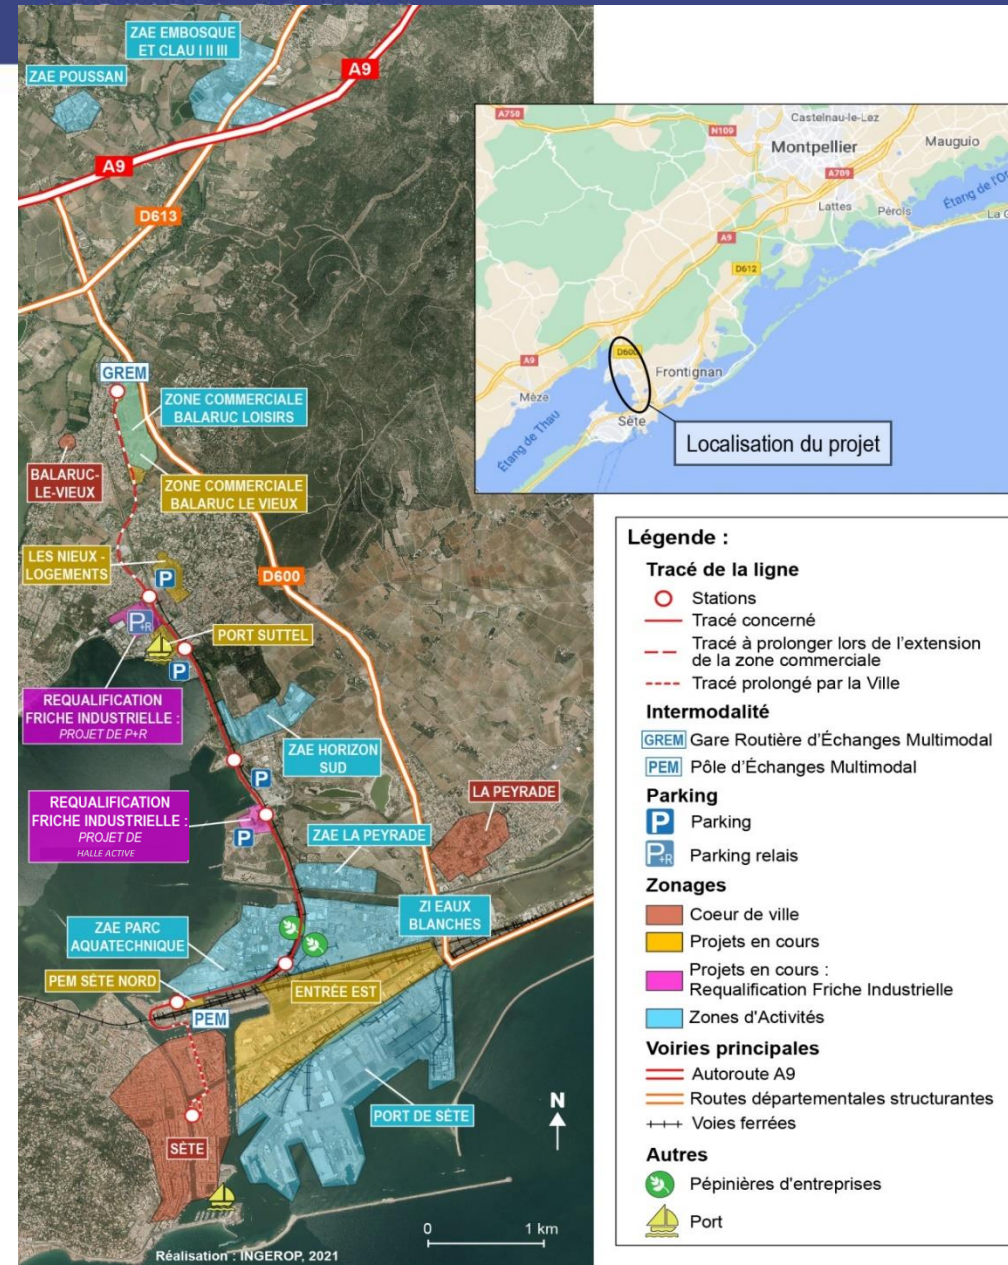 ZAE EMBOSQUE
ET CLAU I II III
ZAE POUSSAN
A9
A9
D613
GREM
ZONE COMMERCIALE
BALARUC LOISIRS
BALARUC-
LE-VIEUX
ZONE COMMERCIALE
BALARUC LE VIEUX
LES NIEUX -
LOGEMENTS
P
D600
P+R
PORT SUTTEL
P
REQUALIFICATION
FRICHE INDUSTRIELLE :
PROJET DE P+R
ZAE HORIZON
SUD
P
REQUALIFICATION
FRICHE INDUSTRIELLE :
PROJET DE
HALLE ACTIVE
P
LA PEYRADE
ZAE LA PEYRADE
ZI EAUX
BLANCHES
ZAE PARC
AQUATECHNIQUE
PEM SÈTE NORD
ENTRÉE EST
PEM
PORT DE SÈTE
SÈTE
N
0 1 km
Réalisation : INGEROP, 2021
A750
N109
Castelnau-le-Lez
Montpellier
Mauguio
A709
Lattes
Pérols
Étang de l'Or
La G
A9
D612
D600
A9
Frontignan
Mèze
Sète
Étang de Thau
Localisation du projet
Légende :
Tracé de la ligne
Stations
Tracé concerné
Tracé à prolonger lors de l'extension
de la zone commerciale
Tracé prolongé par la Ville
Intermodalité
GREM Gare Routière d'Échanges Multimodal
PEM Pôle d'Échanges Multimodal
Parking
P Parking
P+R Parking relais
Zonages
Coeur de ville
Projets en cours
Projets en cours :
Requalification Friche Industrielle
Zones d'Activités
Voiries principales
Autoroute A9
Routes départementales structurantes
Voies ferrées
Autres
Pépinières d'entreprises
Port